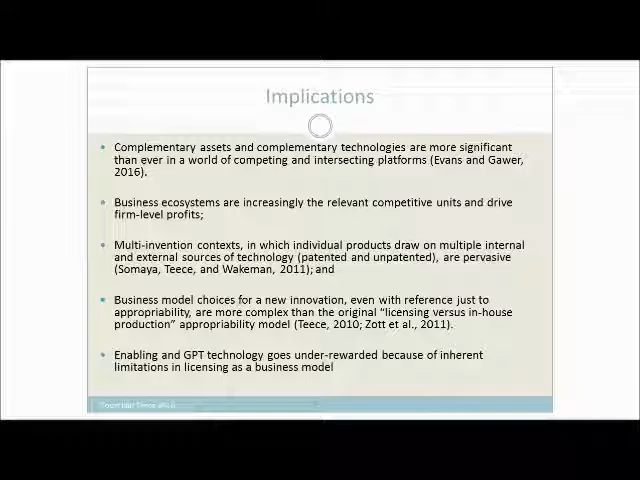 Implications
• Complementary assets and complementary technologies are more significant
than ever in a world of competing and intersecting platforms (Evans and Gawer,
2016).
• Business ecosystems are increasingly the relevant competitive units and drive
firm-level profits;
• Multi-invention contexts, in which individual products draw on multiple internal
and external sources of technology (patented and unpatented), are pervasive
(Somaya, Teece, and Wakeman, 2011); and
• Business model choices for a new innovation, even with reference just to
appropriability, are more complex than the original “licensing versus in-house
production” appropriability model (Teece, 2010; Zott et al., 2011).
• Enabling and GPT technology goes under-rewarded because of inherent
limitations in licensing as a business model
Teece